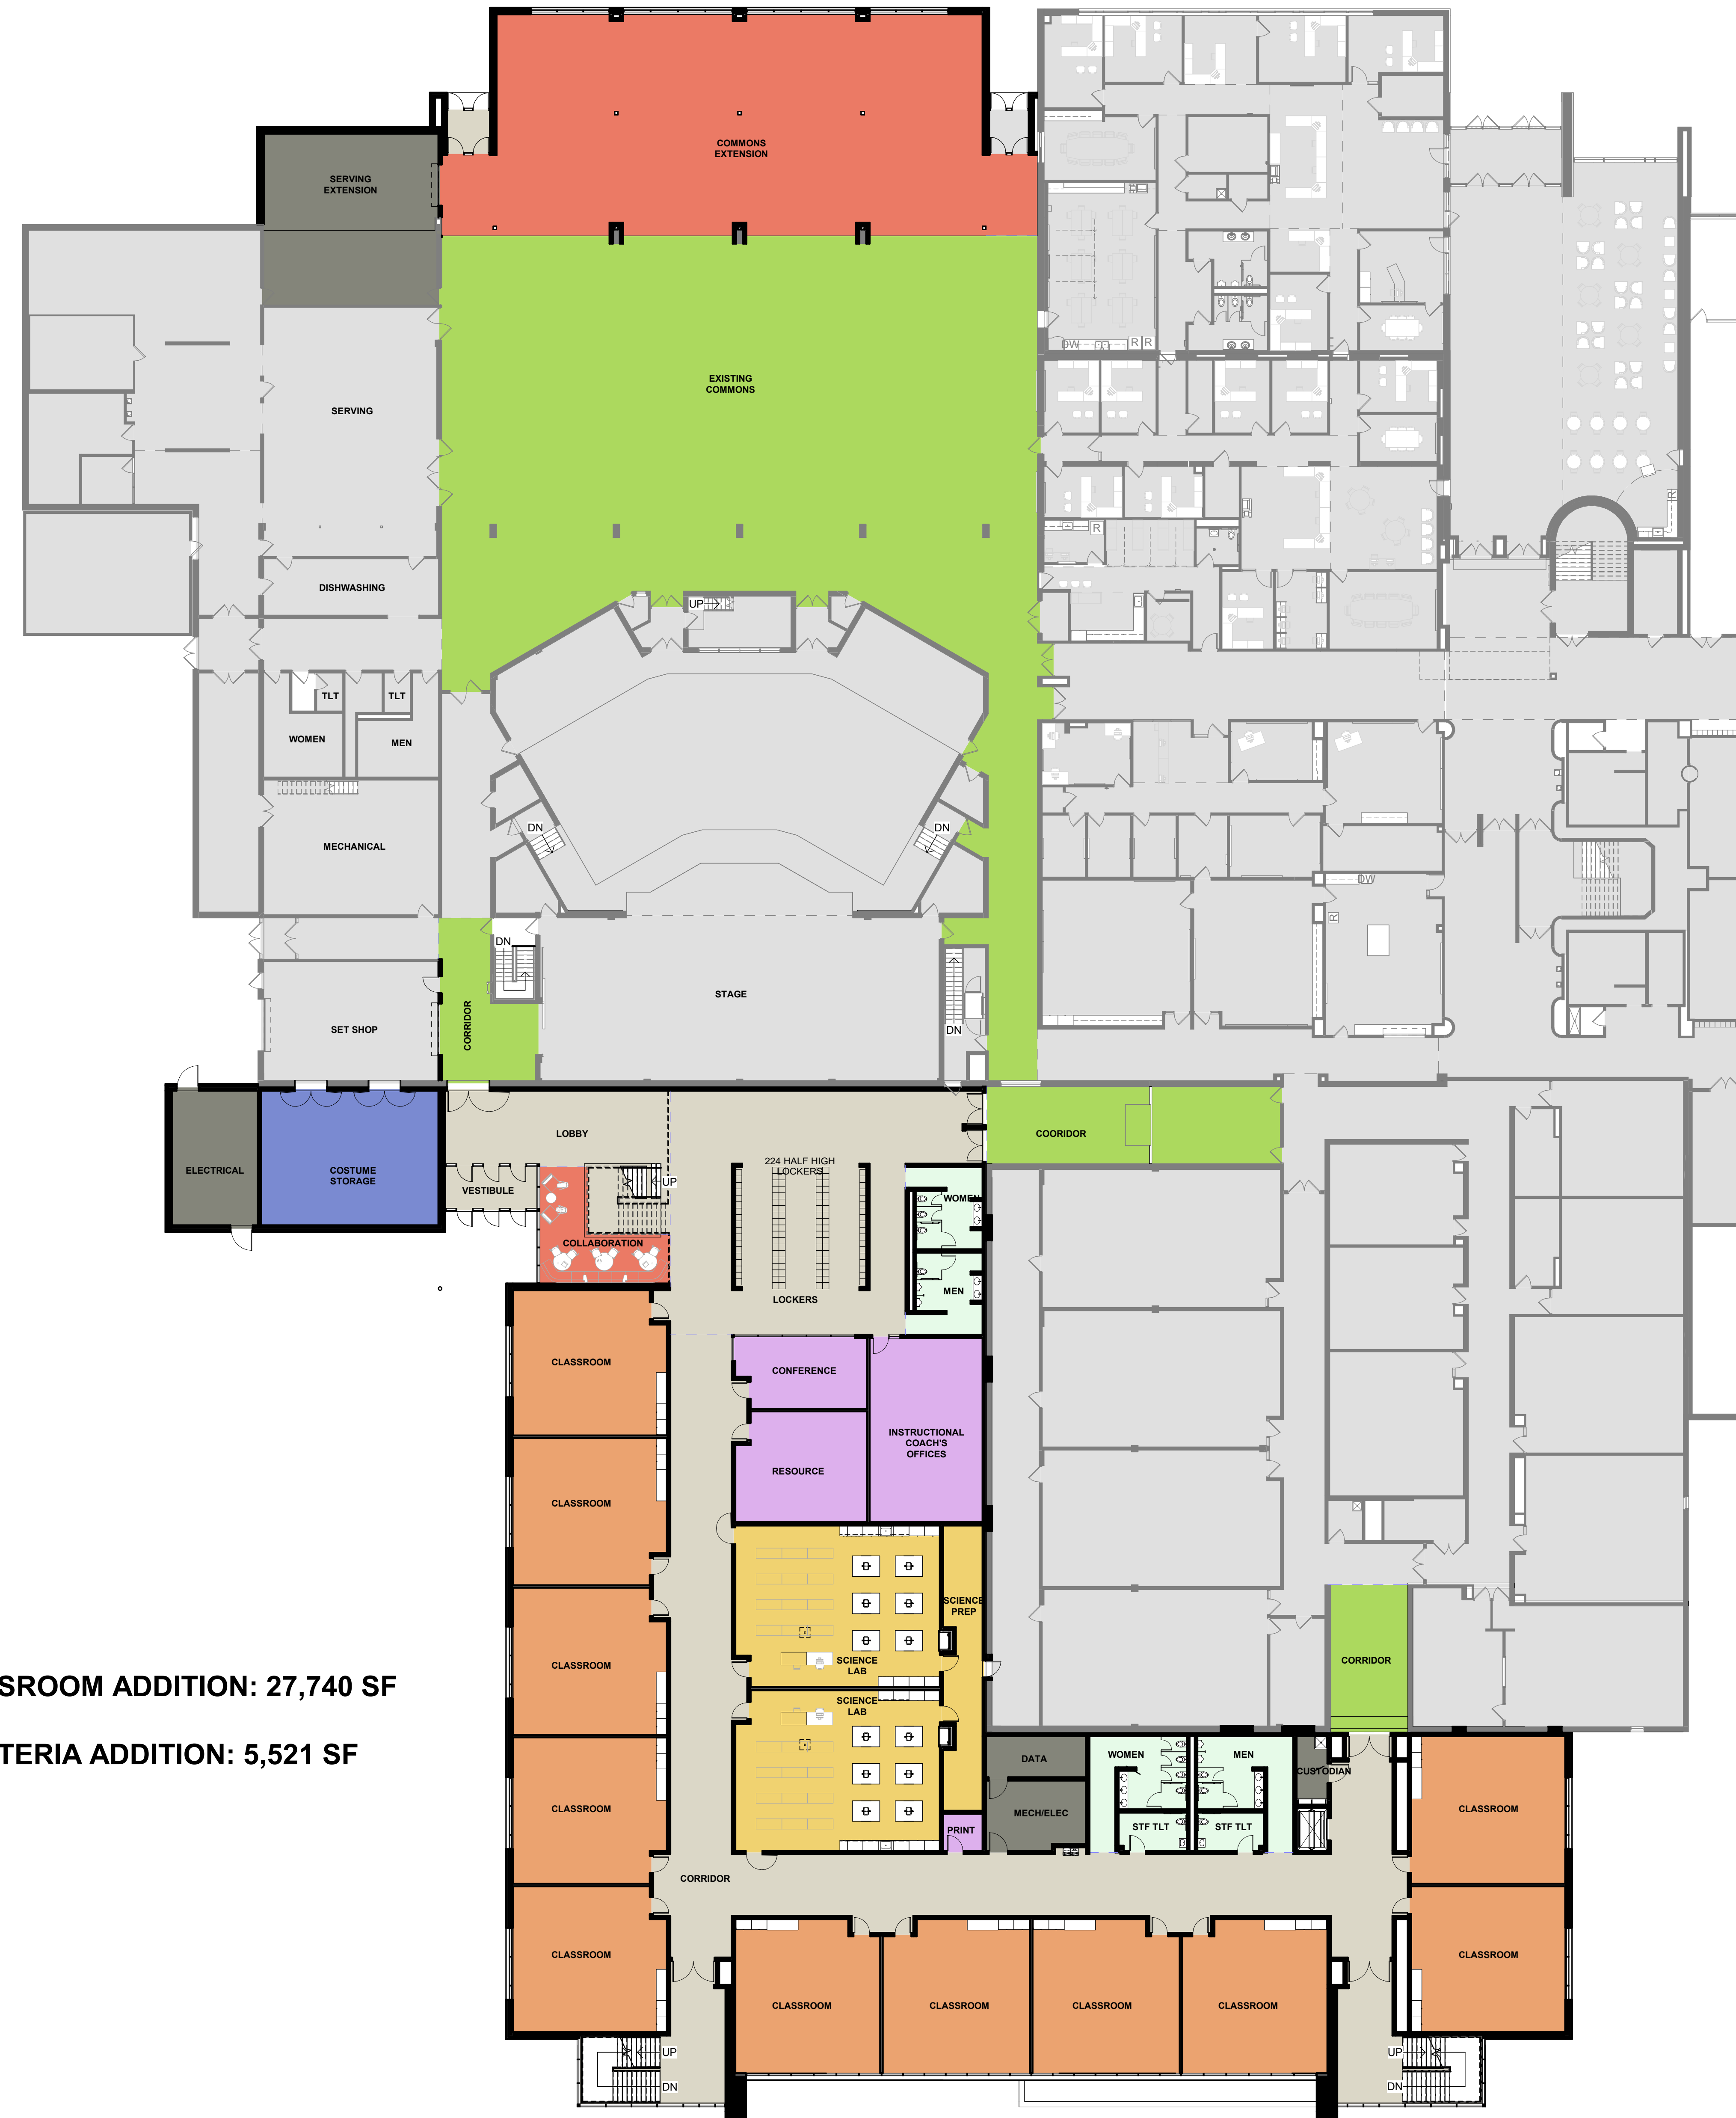 COMMONS
EXTENSION
SERVING
EXTENSION
DW
R
R
EXISTING
COMMONS
SERVING
R
R
DISHWASHING
UP
TLT
TLT
WOMEN
MEN
DN
DN
MECHANICAL
DW
R
DN
STAGE
CORRIDOR
SET SHOP
DN
LOBBY
COORIDOR
224 HALF HIGH
LOCKERS
ELECTRICAL
COSTUME
STORAGE
VESTIBULE
UP
WOMEN
COLLABORATION
MEN
LOCKERS
CLASSROOM
CONFERENCE
INSTRUCTIONAL
COACH'S
OFFICES
RESOURCE
CLASSROOM
SCIENCE
PREP
SCIENCE
LAB
CLASSROOM
CORRIDOR
SSROOM ADDITION: 27,740 SF
SCIENCE
LAB
TERIA ADDITION: 5,521 SF
DATA
WOMEN
MEN
CUSTODIAN
CLASSROOM
CLASSROOM
MECH/ELEC
PRINT
STF TLT
STF TLT
CORRIDOR
CLASSROOM
CLASSROOM
CLASSROOM
CLASSROOM
CLASSROOM
CLASSROOM
UP
DN
UP
DN